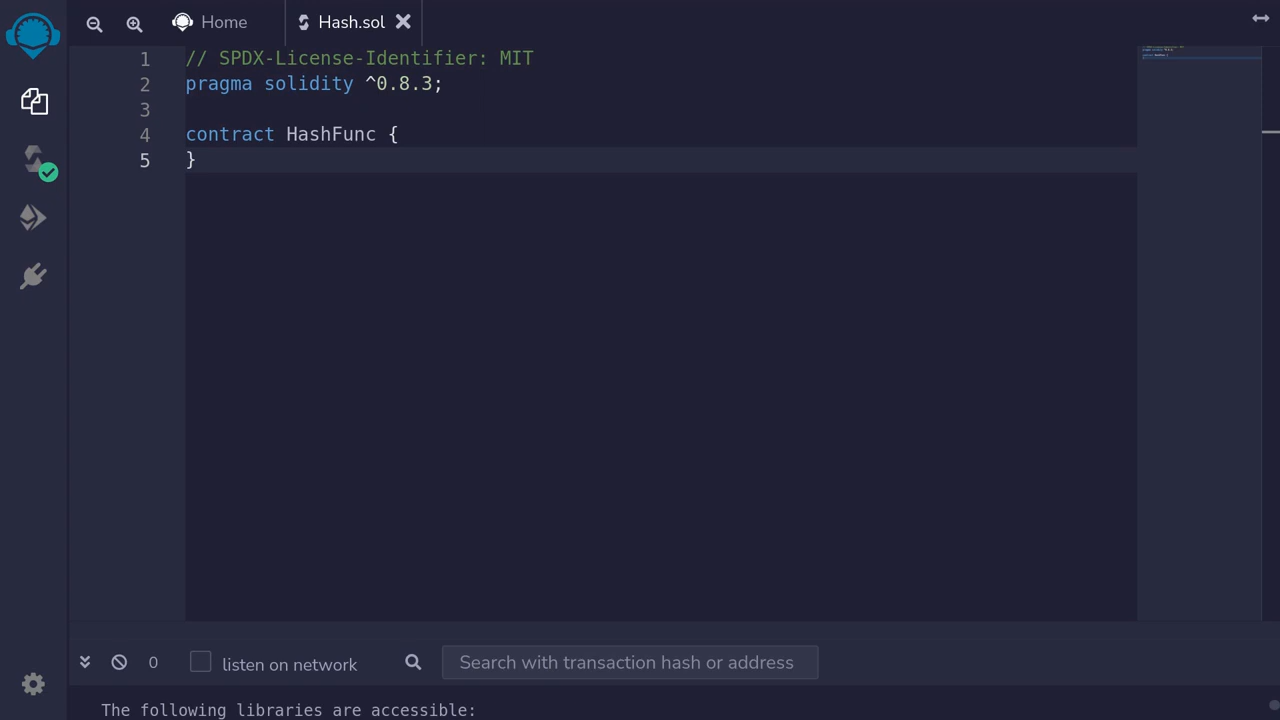 Home
Hash.sol
1 // SPDX-License-Identifier: MIT
2 pragma solidity ^0.8.3;
3
4 contract HashFunc {
5 }
0
listen on network
Search with transaction hash or address
The following libraries are accessible: